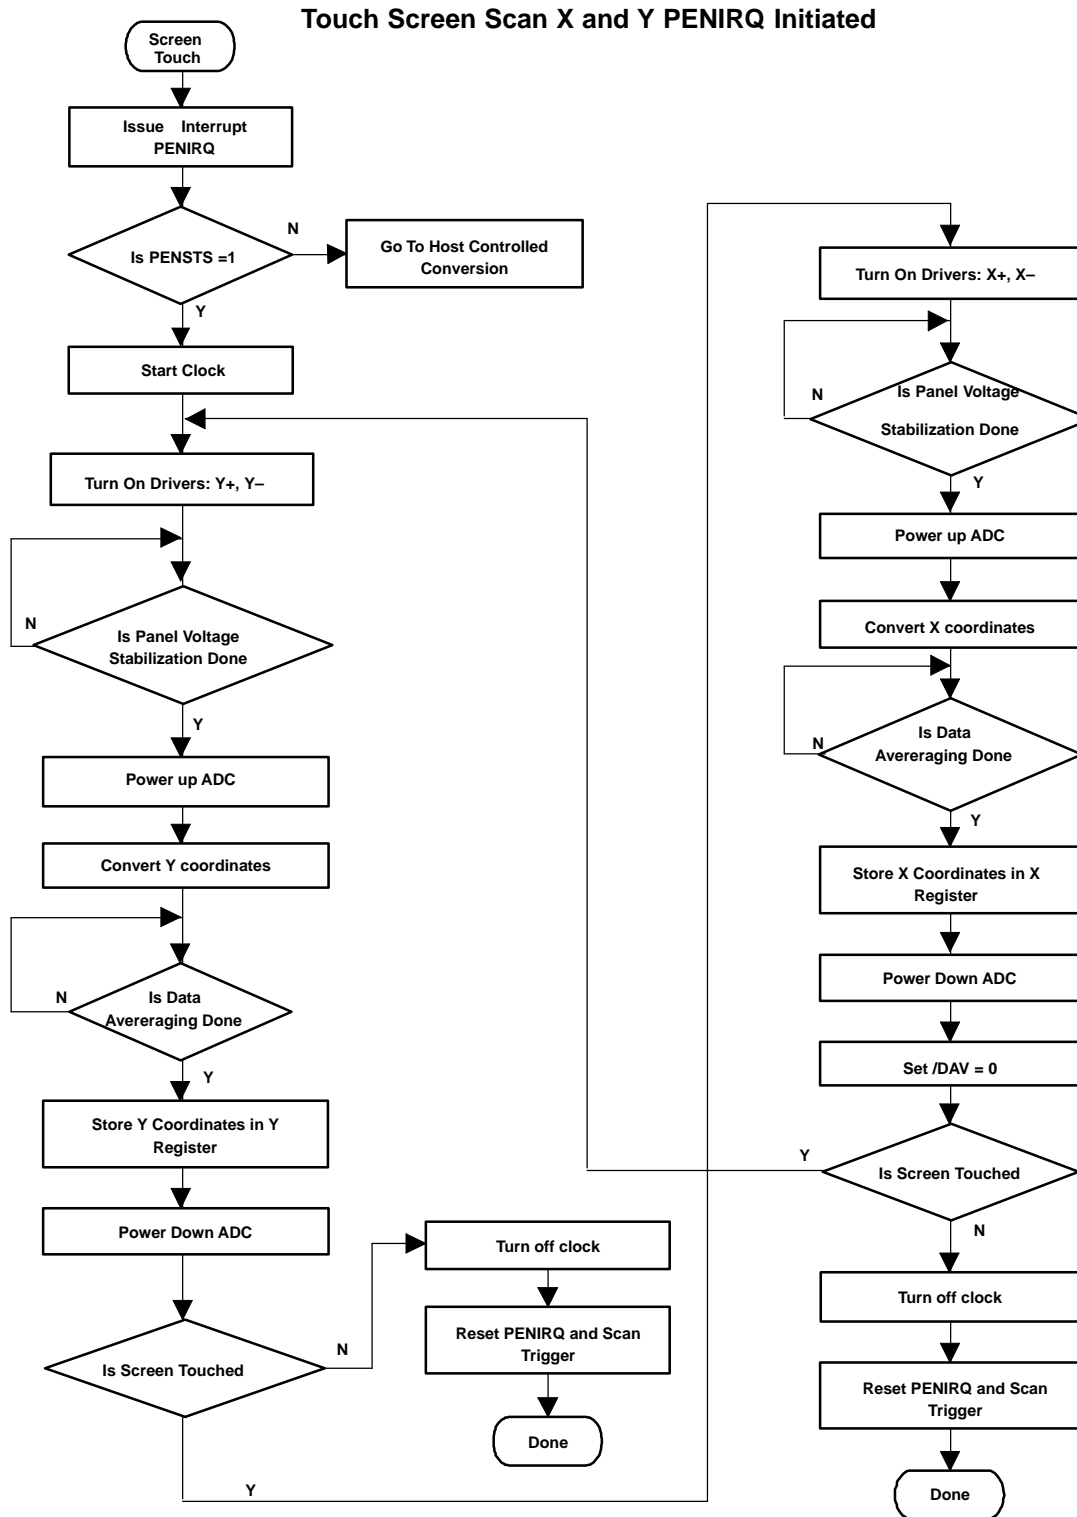 Touch Screen Scan X and Y PENIRQ Initiated
Screen
Touch
Issue Interrupt
PENIRQ
Is PENSTS =1
N
Go To Host Controlled
Conversion
Y
Start Clock
Turn On Drivers: Y+, Y–
N
Is Panel Voltage
Stabilization Done
Y
Power up ADC
Convert Y coordinates
N
Is Data
Avereraging Done
Y
Store Y Coordinates in Y
Register
Power Down ADC
Is Screen Touched
N
Turn off clock
Reset PENIRQ and Scan
Trigger
Done
Y
Turn On Drivers: X+, X–
N
Is Panel Voltage
Stabilization Done
Y
Power up ADC
Convert X coordinates
N
Is Data
Avereraging Done
Y
Store X Coordinates in X
Register
Power Down ADC
Set /DAV = 0
Y
Is Screen Touched
N
Turn off clock
Reset PENIRQ and Scan
Trigger
Done